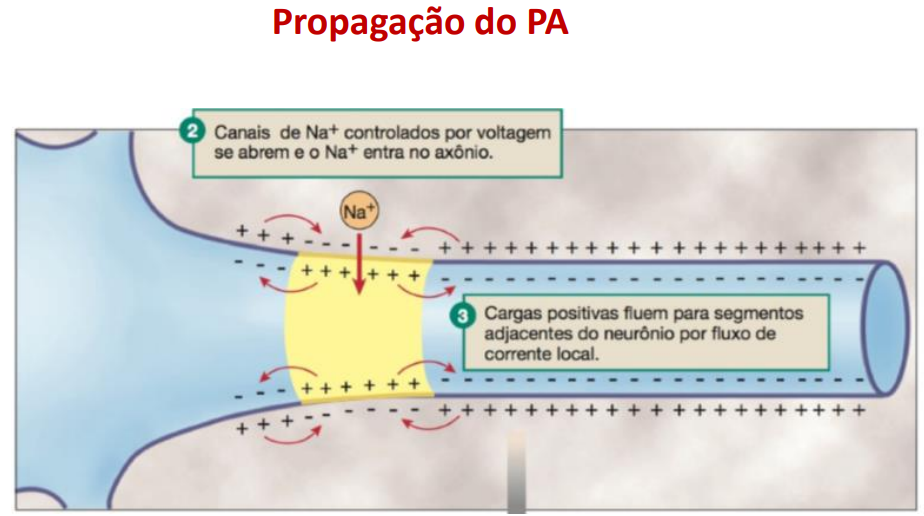 Propagação do PA
2 Canais de Na+ controlados por voltagem
se abrem e o Na+ entra no axônio.
Na+
3 Cargas positivas fluem para segmentos
adjacentes do neurônio por fluxo de
corrente local.